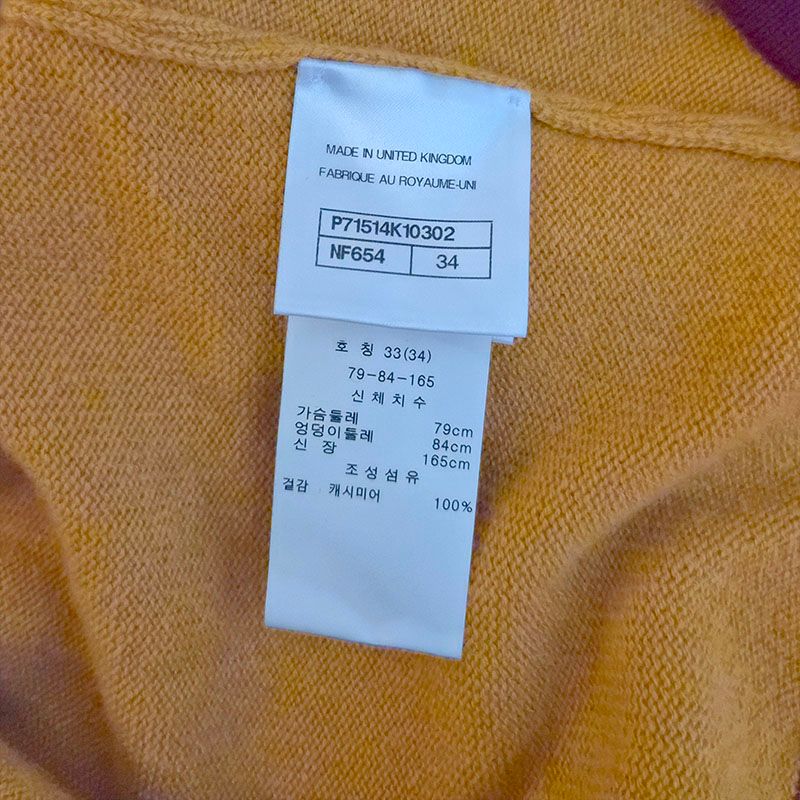 MADE IN UNITED KINGDOM
FABRIQUE AU ROYAUME-UNI
P71514K10302
NF654 34
호 칭 33(34)
79-84-165
신체치수
가슴둘레 79cm
엉덩이둘레 84cm
신 장 165cm
조성섬유
겉감 캐시미어 100%